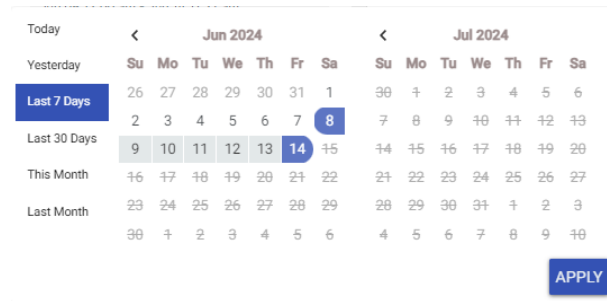 Today
Yesterday
Last 7 Days
Last 30 Days
This Month
Last Month
< Jun 2024
Su Mo Tu We Th Fr Sa
26 27 28 29 30 31 1
2 3 4 5 6 7 8
9 10 11 12 13 14 15
16 17 18 19 20 21 22
23 24 25 26 27 28 29
30 1 2 3 4 5 6
< Jul 2024
Su Mo Tu We Th Fr Sa
30 1 2 3 4 5 6
7 8 9 10 11 12 13
14 15 16 17 18 19 20
21 22 23 24 25 26 27
28 29 30 31 1 2 3
4 5 6 7 8 9 10
APPLY